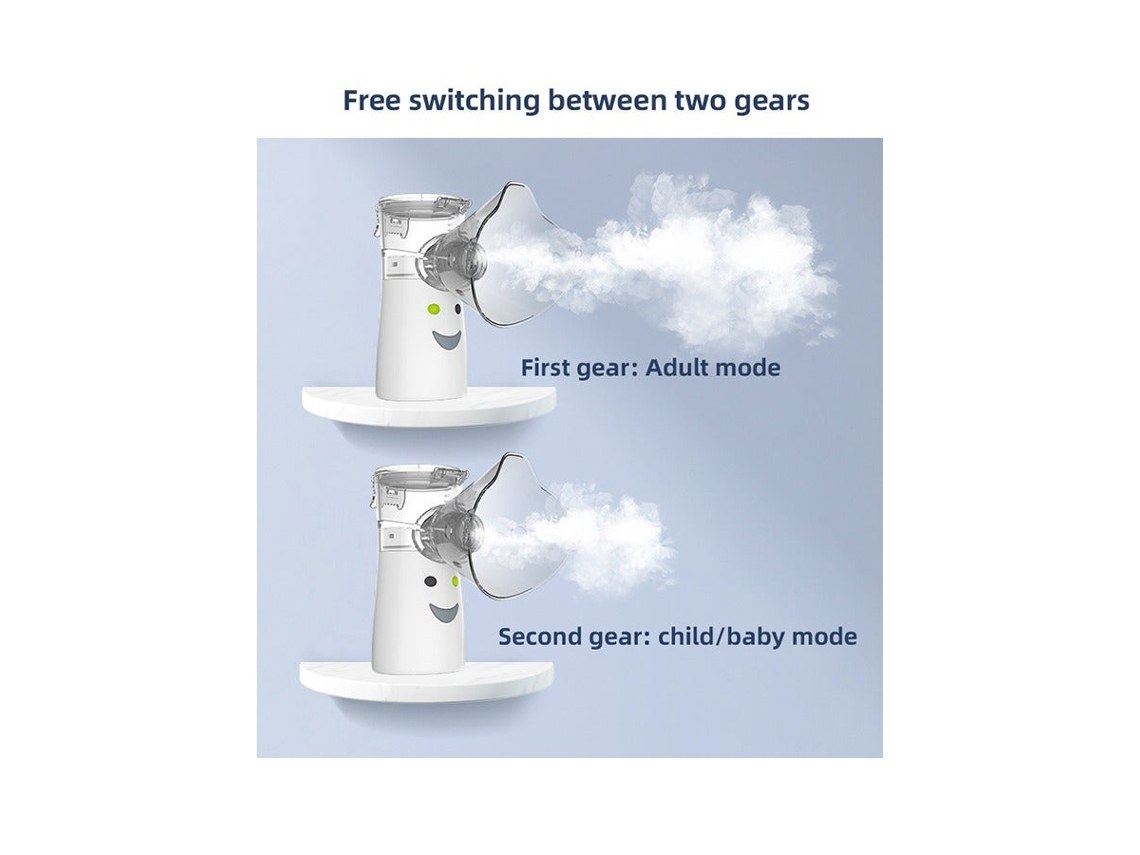 Free switching between two gears
First gear: Adult mode
Second gear: child/baby mode